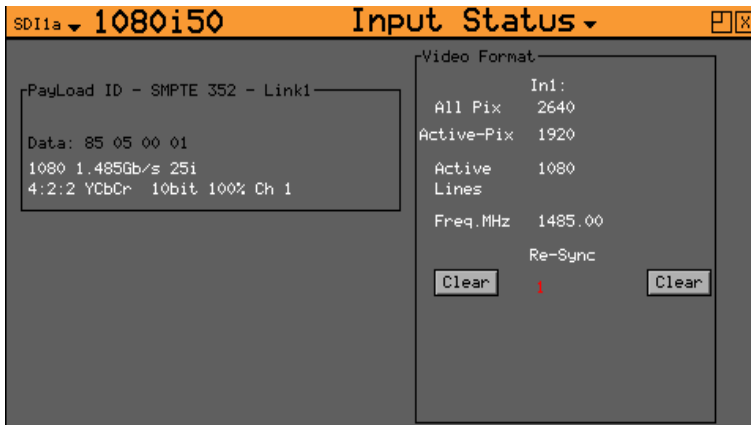 SDI1a 1080i50 Input Status
PayLoad ID - SMPTE 352 - Link1
Data: 85 05 00 01
1080 1.485Gb/s 25i
4:2:2 YCbCr 10bit 100% Ch 1
Video Format
In1:
All Pix 2640
Active-Pix 1920
Active 1080
Lines
Freq.MHz 1485.00
Re-Sync
Clear 1 Clear